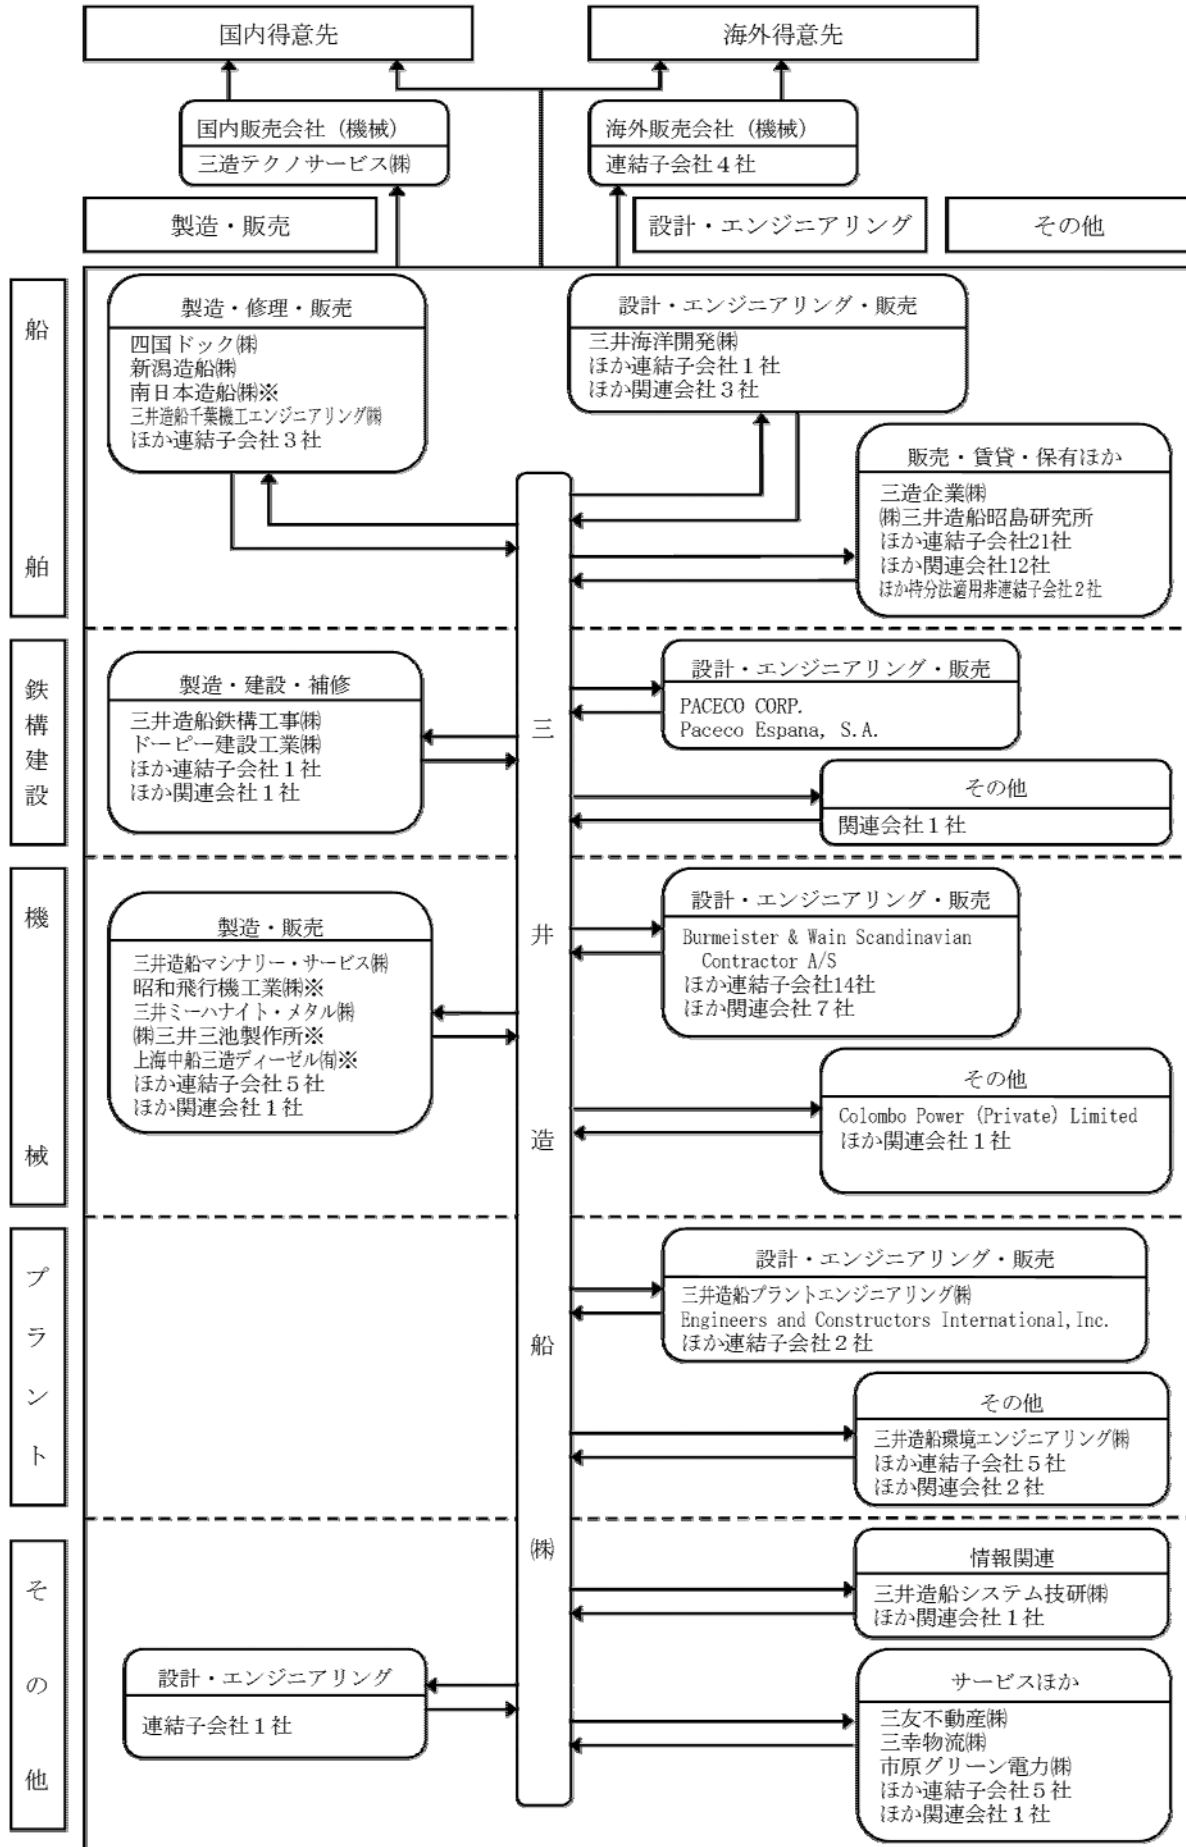 国内得意先
海外得意先
国内販売会社（機械）
三造テクノサービス㈱
海外販売会社（機械）
連結子会社４社
製造・販売
設計・エンジニアリング
その他
船舶
製造・修理・販売
四国ドック㈱
新潟造船㈱
南日本造船㈱※
三井造船千葉機工エンジニアリング㈱
ほか連結子会社３社
設計・エンジニアリング・販売
三井海洋開発㈱
ほか連結子会社１社
ほか関連会社３社
販売・賃貸・保有ほか
三造企業㈱
㈱三井造船昭島研究所
ほか連結子会社21社
ほか関連会社12社
ほか持分法適用非連結子会社２社
三井造船㈱
鉄構建設
製造・建設・補修
三井造船鉄構工事㈱
ドーピー建設工業㈱
ほか連結子会社１社
ほか関連会社１社
設計・エンジニアリング・販売
PACECO CORP.
Paceco Espana, S.A.
その他
関連会社１社
機械
製造・販売
三井造船マシナリー・サービス㈱
昭和飛行機工業㈱※
三井ミーハナイト・メタル㈱
㈱三井三池製作所※
上海中船三造ディーゼル㈲※
ほか連結子会社５社
ほか関連会社１社
設計・エンジニアリング・販売
Burmeister & Wain Scandinavian
Contractor A/S
ほか連結子会社14社
ほか関連会社７社
その他
Colombo Power (Private) Limited
ほか関連会社１社
プラント
設計・エンジニアリング・販売
三井造船プラントエンジニアリング㈱
Engineers and Constructors International,Inc.
ほか連結子会社２社
その他
三井造船環境エンジニアリング㈱
ほか連結子会社５社
ほか関連会社２社
その他
情報関連
三井造船システム技研㈱
ほか関連会社１社
設計・エンジニアリング
連結子会社１社
サービスほか
三友不動産㈱
三幸物流㈱
市原グリーン電力㈱
ほか連結子会社５社
ほか関連会社１社